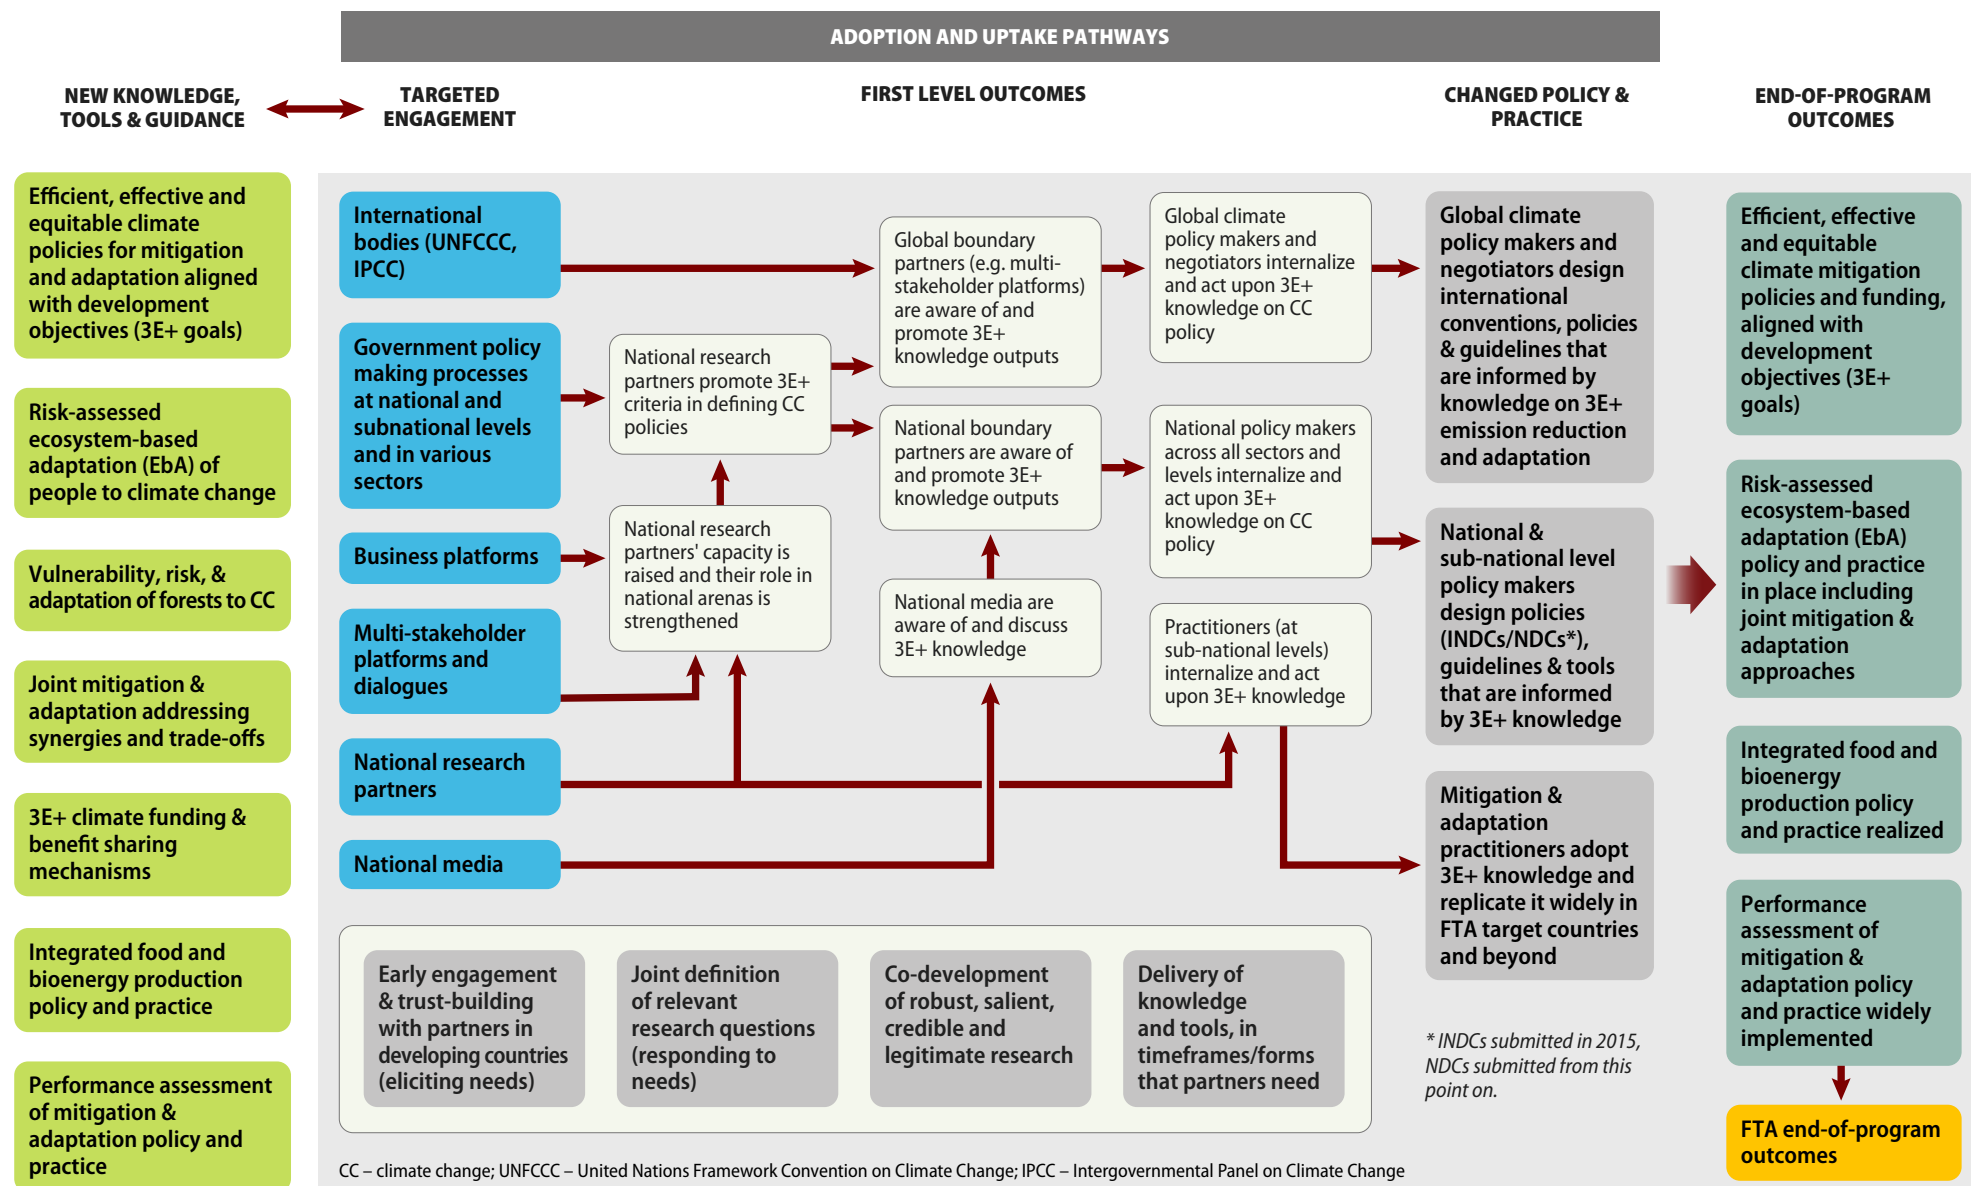 ADOPTION AND UPTAKE PATHWAYS
NEW KNOWLEDGE,
TOOLS & GUIDANCE
TARGETED
ENGAGEMENT
FIRST LEVEL OUTCOMES
CHANGED POLICY &
PRACTICE
END-OF-PROGRAM
OUTCOMES
Efficient, effective and
equitable climate
policies for mitigation
and adaptation aligned
with development
objectives (3E+ goals)
Risk-assessed
ecosystem-based
adaptation (EbA) of
people to climate change
Vulnerability, risk, &
adaptation of forests to CC
Joint mitigation &
adaptation addressing
synergies and trade-offs
3E+ climate funding &
benefit sharing
mechanisms
Integrated food and
bioenergy production
policy and practice
Performance assessment
of mitigation &
adaptation policy and
practice
International
bodies (UNFCCC,
IPCC)
Government policy
making processes
at national and
subnational levels
and in various
sectors
Business platforms
Multi-stakeholder
platforms and
dialogues
National research
partners
National media
National research
partners promote 3E+
criteria in defining CC
policies
National research
partners' capacity is
raised and their role in
national arenas is
strengthened
Global boundary
partners (e.g. multi-
stakeholder platforms)
are aware of and
promote 3E+
knowledge outputs
National boundary
partners are aware of
and promote 3E+
knowledge outputs
National media are
aware of and discuss
3E+ knowledge
Global climate
policy makers and
negotiators internalize
and act upon 3E+
knowledge on CC
policy
National policy makers
across all sectors and
levels internalize and
act upon 3E+
knowledge on CC
policy
Practitioners (at
sub-national levels)
internalize and act
upon 3E+ knowledge
Global climate
policy makers and
negotiators design
international
conventions, policies
& guidelines that
are informed by
knowledge on 3E+
emission reduction
and adaptation
National &
sub-national level
policy makers
design policies
(INDCs/NDCs*),
guidelines & tools
that are informed
by 3E+ knowledge
Mitigation &
adaptation
practitioners adopt
3E+ knowledge and
replicate it widely in
FTA target countries
and beyond
* INDCs submitted in 2015,
NDCs submitted from this
point on.
Efficient, effective
and equitable
climate mitigation
policies and funding,
aligned with
development
objectives (3E+
goals)
Risk-assessed
ecosystem-based
adaptation (EbA)
policy and practice
in place including
joint mitigation &
adaptation
approaches
Integrated food and
bioenergy
production policy
and practice realized
Performance
assessment of
mitigation &
adaptation policy
and practice widely
implemented
FTA end-of-program
outcomes
Early engagement
& trust-building
with partners in
developing countries
(eliciting needs)
Joint definition
of relevant
research questions
(responding to
needs)
Co-development
of robust, salient,
credible and
legitimate research
Delivery of
knowledge
and tools, in
timeframes/forms
that partners need
CC – climate change; UNFCCC – United Nations Framework Convention on Climate Change; IPCC – Intergovernmental Panel on Climate Change